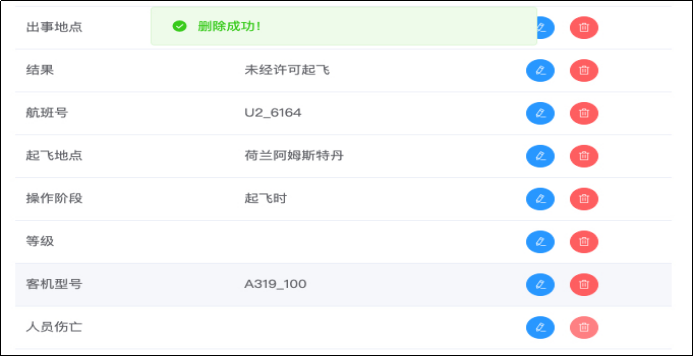 删除成功!
出事地点
结果 未经许可起飞
航班号 U2_6164
起飞地点 荷兰阿姆斯特丹
操作阶段 起飞时
等级
客机型号 A319_100
人员伤亡